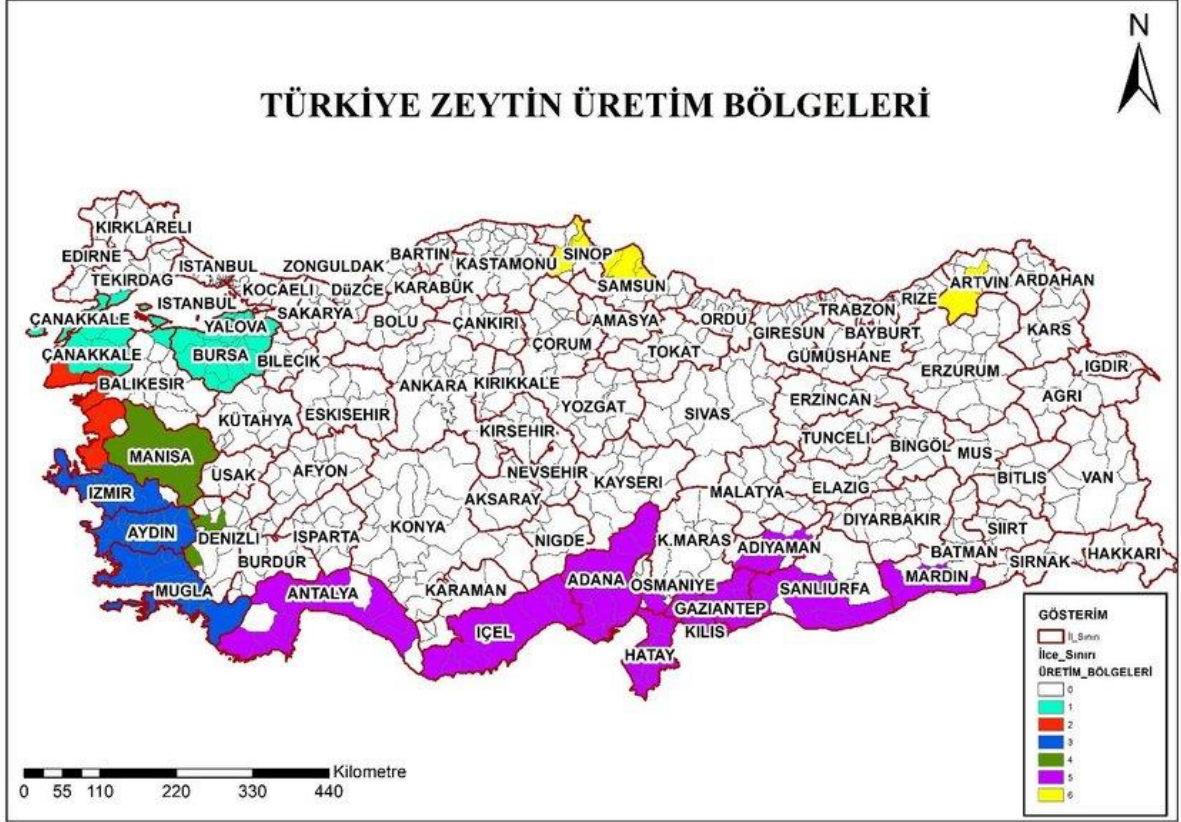 N
TÜRKİYE ZEYTİN ÜRETİM BÖLGELERİ
KIRKLARELI
EDIRNE
TEKIRDAG
ISTANBUL
ISTANBUL
KOCAELI
ZONGULDAK
DüZCE
BARTIN
KARABÜK
KASTAMONU
SINOP
SAMSUN
ORDU
GIRESUN
TRABZON
RIZE
ARTVIN
ARDAHAN
ÇANAKKALE
YALOVA
SAKARYA
BOLU
ÇANKIRI
AMASYA
TOKAT
GÜMÜSHANE
BAYBURT
KARS
ÇANAKKALE
BURSA
BILECIK
ÇORUM
ERZURUM
IGDIR
BALIKESIR
ANKARA
KIRIKKALE
YOZGAT
SIVAS
ERZINCAN
AGRI
KÜTAHYA
ESKISEHIR
KIRSEHIR
TUNCELI
BINGÖL
MUS
MANISA
USAK
AFYON
NEVSEHIR
KAYSERI
MALATYA
ELAZIG
BITLIS
VAN
IZMIR
AKSARAY
KONYA
DIYARBAKIR
SIIRT
AYDIN
DENIZLI
ISPARTA
NIGDE
K.MARAS
ADIYAMAN
BATMAN
SIRNAK
HAKKARI
BURDUR
MUGLA
ANTALYA
KARAMAN
ADANA
OSMANIYE
SANLIURFA
MARDIN
IÇEL
GAZIANTEP
KILIS
HATAY
GÖSTERİM
İl_Sınırı
İlce_Sınırı
ÜRETİM_BÖLGELERİ
0
1
2
3
4
5
6
Kilometre
0 55 110 220 330 440